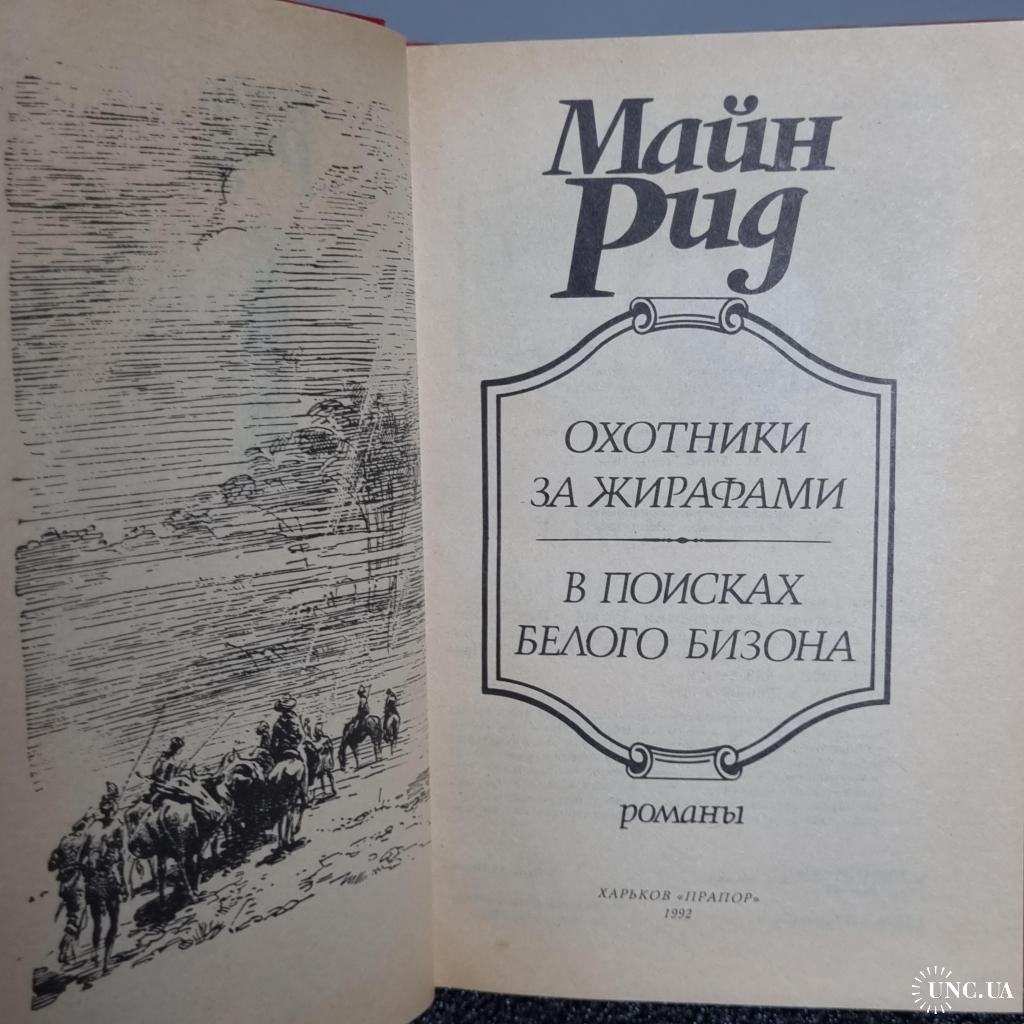 Майн
Рид
ОХОТНИКИ
ЗА ЖИРАФАМИ
В ПОИСКАХ
БЕЛОГО БИЗОНА
романы
ХАРЬКОВ «ПРАПОР»
1992
UNC.UA